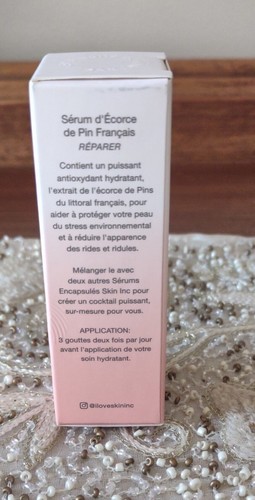 Sérum d'Écorce
de Pin Français
RÉPARER
Contient un puissant
antioxydant hydratant,
l'extrait de l'écorce de Pins
du littoral français, pour
aider à protéger votre peau
du stress environnemental
et à réduire l'apparence
des rides et ridules.
Mélanger le avec
deux autres Sérums
Encapsulés Skin Inc pour
créer un cocktail puissant,
sur-mesure pour vous.
APPLICATION:
3 gouttes deux fois par jour
avant l'application de votre
soin hydratant.
@iloveskininc